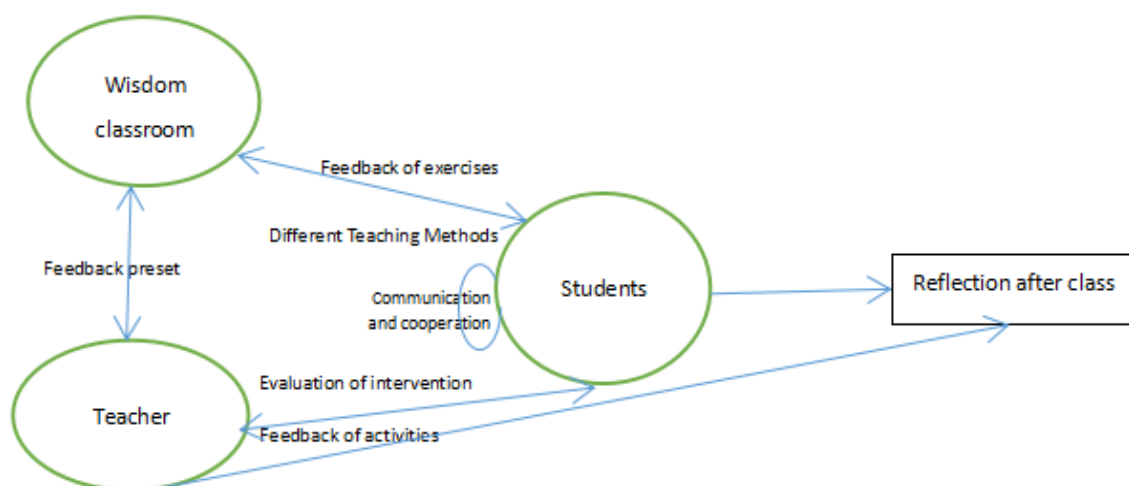 Wisdom
classroom
Feedback of exercises
Different Teaching Methods
Feedback preset
Communication
and cooperation
Students
Reflection after class
Evaluation of intervention
Teacher
Feedback of activities